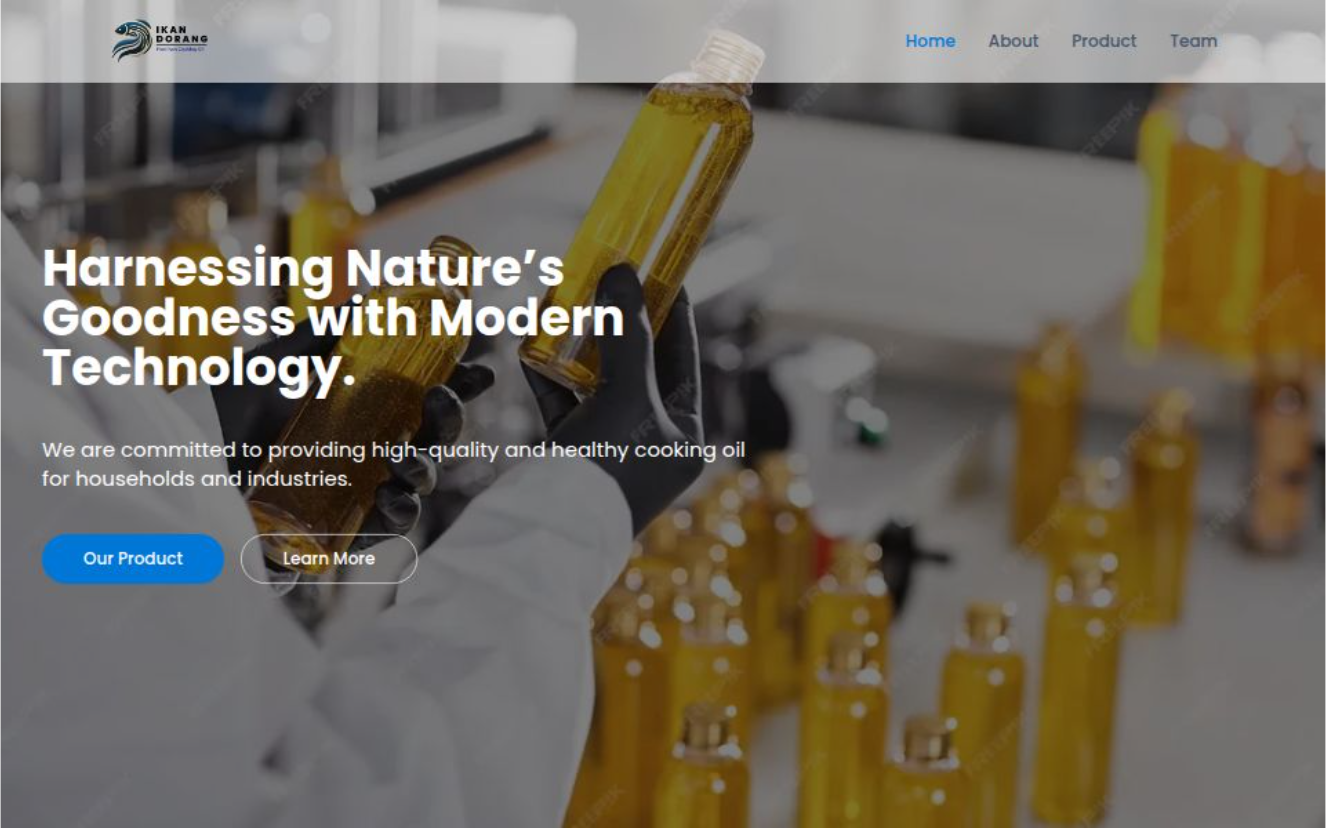 IKAN
DORANG
Home
About
Product
Team
Harnessing Nature’s
Goodness with Modern
Technology.
We are committed to providing high-quality and healthy cooking oil
for households and industries.
Our Product
Learn More
FREEPIK